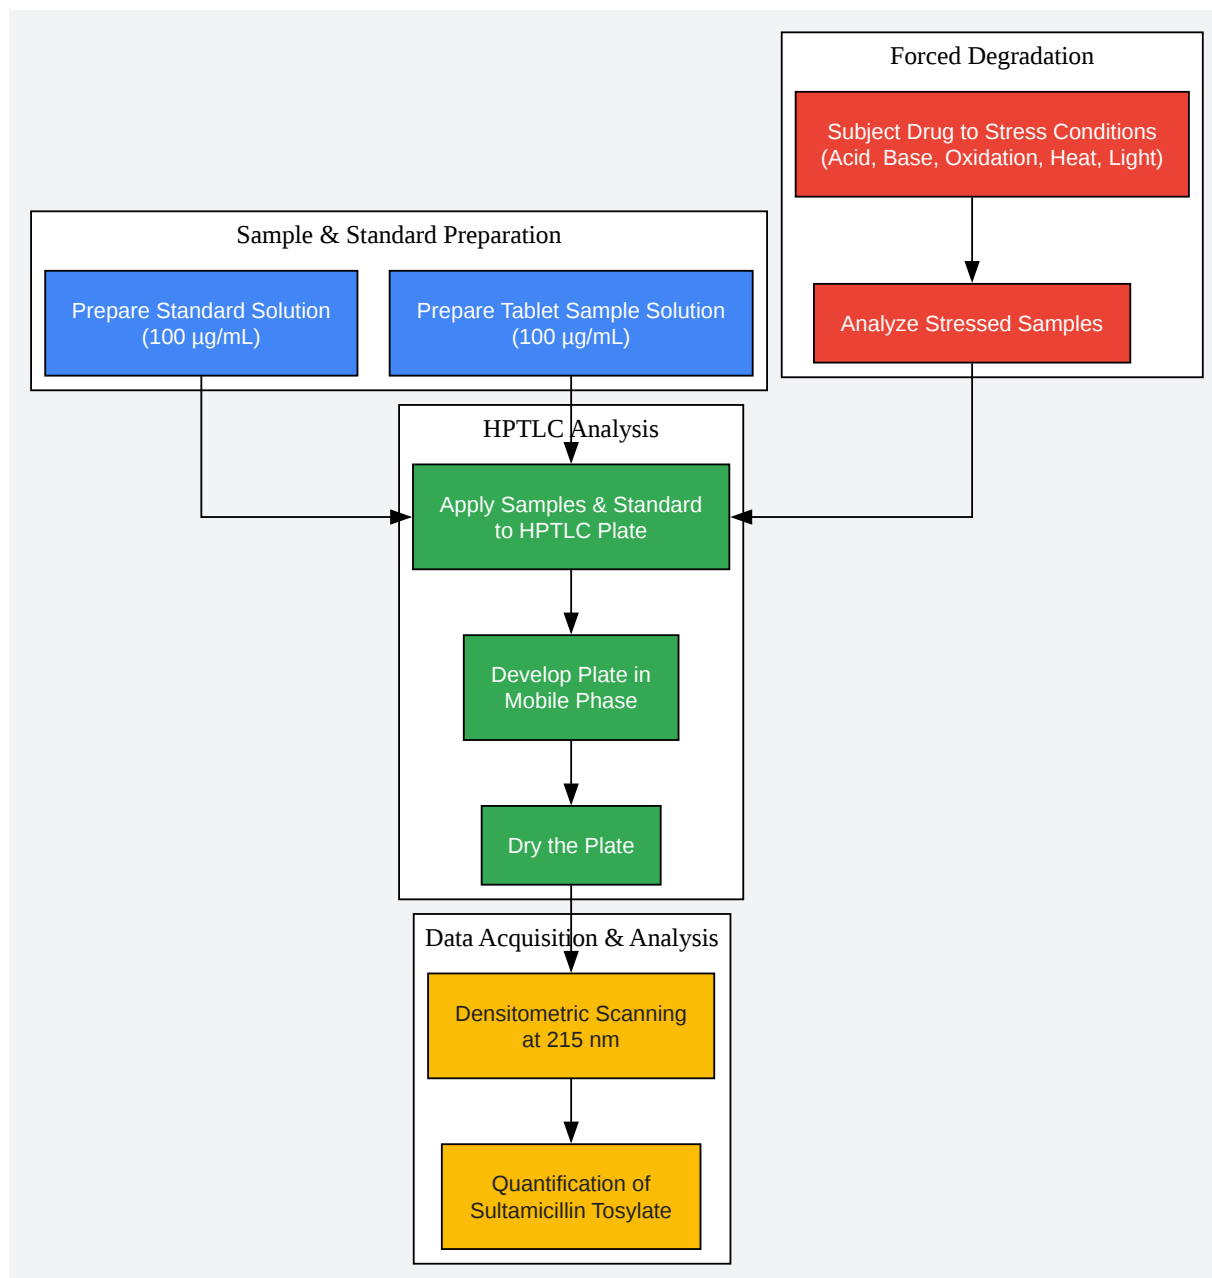 Forced Degradation
Subject Drug to Stress Conditions
(Acid, Base, Oxidation, Heat, Light)
Analyze Stressed Samples
Sample & Standard Preparation
Prepare Standard Solution
(100 µg/mL)
Prepare Tablet Sample Solution
(100 µg/mL)
HPTLC Analysis
Apply Samples & Standard
to HPTLC Plate
Develop Plate in
Mobile Phase
Dry the Plate
Data Acquisition & Analysis
Densitometric Scanning
at 215 nm
Quantification of
Sultamicillin Tosylate